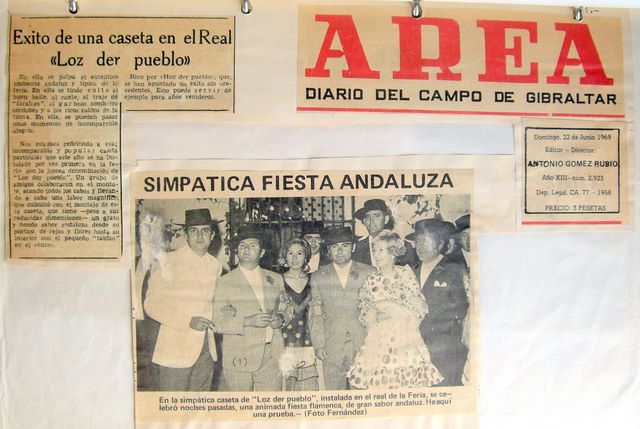 Exito de una caseta en el Real
«Loz der pueblo»
En ella se palpa el auténtico
ambiente andaluz y típico de la
feria. En ella se rinde culto al
buen baile, al cante, al traje de
"faralaes", al garboso sombrero
cordobés y a los ricos caldos de la
tierra. En ella, se pueden pasar
unos momentos de incomparable
alegría.
Nos estamos refiriendo a esa
incomparable y popular caseta
particular que este año se ha ins-
talado por vez primera en la fe-
ria con la jocosa denominación de
"Loz der pueblo". Un grupo de
amigos colaboraron en el monta-
je, atando todos los cabos y llevan-
do a cabo una labor magnífica,
que culminó con el montaje de es-
ta caseta, que tiene —pese a sus
reducidas dimensiones— un grato
y hondo sabor andaluz desde su
pórtico de rejas y flores hasta su
interior con el pequeño "tablao"
en el centro.
Bien por «Hoz der pueblo», que
se han apuntado un éxito sin pre-
cedentes. Esto puede servir de
ejemplo para años venideros.
AREA
DIARIO DEL CAMPO DE GIBRALTAR
Domingo, 22 de Junio 1969
Editor - Director:
ANTONIO GOMEZ RUBIO
Año XIII - núm. 2.923
Dep. Legal, CA. 77 - 1958
PRECIO: 3 PESETAS
SIMPATICA FIESTA ANDALUZA
(1)
En la simpática caseta de "Loz der pueblo", instalada en el real de la Feria, se ce-
lebró noches pasadas, una animada fiesta flamenca, de gran sabor andaluz. He aquí
una prueba.— (Foto Fernández)